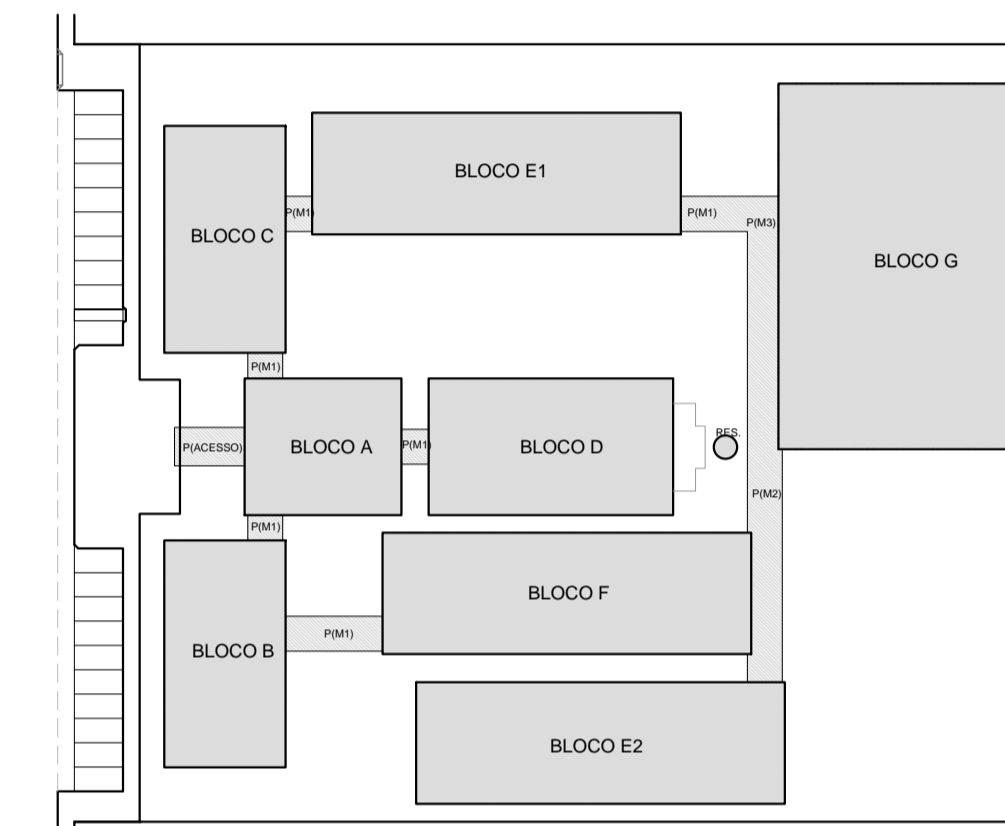 BLOCO E1
P(M1)
P(M1)
P(M3)
BLOCO C
BLOCO G
P(M1)
RES.
P(ACESSO)
BLOCO A
P(M1)
BLOCO D
P(M2)
P(M1)
BLOCO F
P(M1)
BLOCO B
BLOCO E2